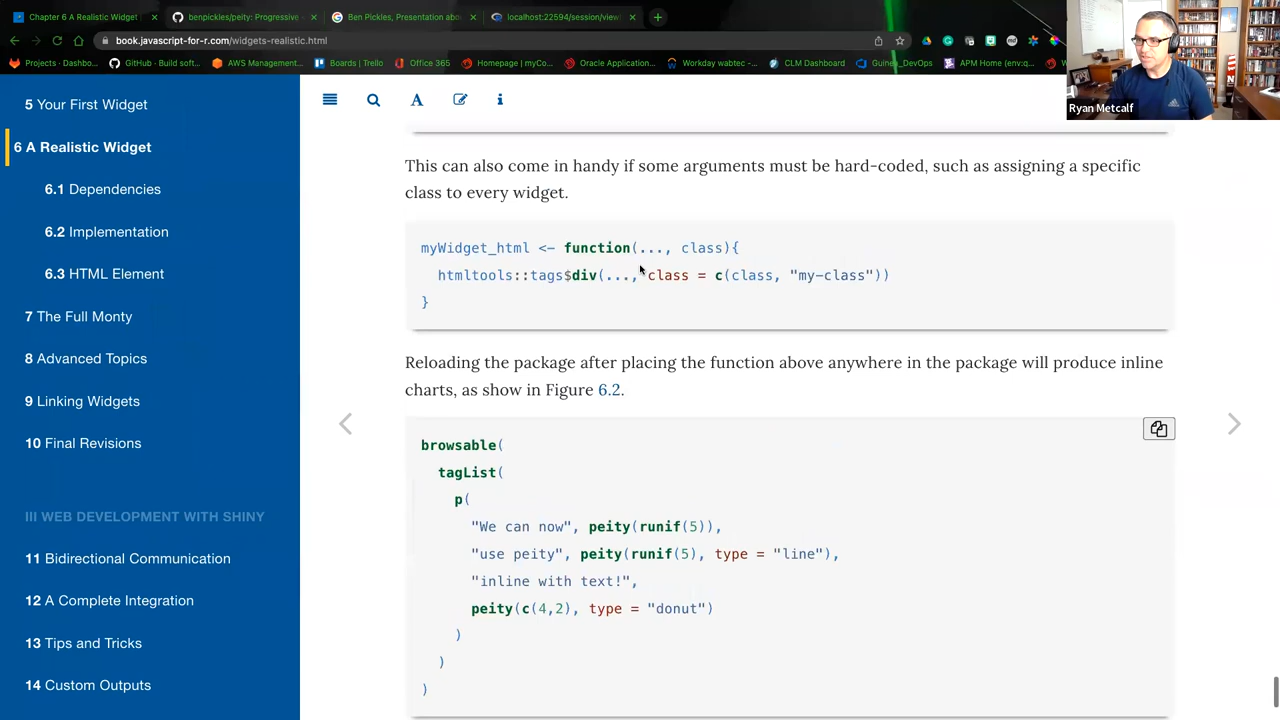 Chapter 6 A Realistic Widget
benpickles/peity: Progressive
Ben Pickles, Presentation abo
localhost:22594/session/view
book.javascript-for-r.com/widgets-realistic.html
Projects - Dashbo...
GitHub - Build soft...
AWS Management...
Boards | Trello
Office 365
Homepage | myCo...
Oracle Application...
Workday wabtec -...
CLM Dashboard
Guinev_DevOps
APM Home (env:q...
Ryan Metcalf
5 Your First Widget
6 A Realistic Widget
6.1 Dependencies
6.2 Implementation
6.3 HTML Element
7 The Full Monty
8 Advanced Topics
9 Linking Widgets
10 Final Revisions
III WEB DEVELOPMENT WITH SHINY
11 Bidirectional Communication
12 A Complete Integration
13 Tips and Tricks
14 Custom Outputs
This can also come in handy if some arguments must be hard-coded, such as assigning a specific
class to every widget.
myWidget_html <- function(..., class){
htmltools::tags$div(..., class = c(class, "my-class"))
}
Reloading the package after placing the function above anywhere in the package will produce inline
charts, as show in Figure 6.2.
browsable(
tagList(
p(
"We can now", peity(runif(5)),
"use peity", peity(runif(5), type = "line"),
"inline with text!",
peity(c(4,2), type = "donut")
)
)
)